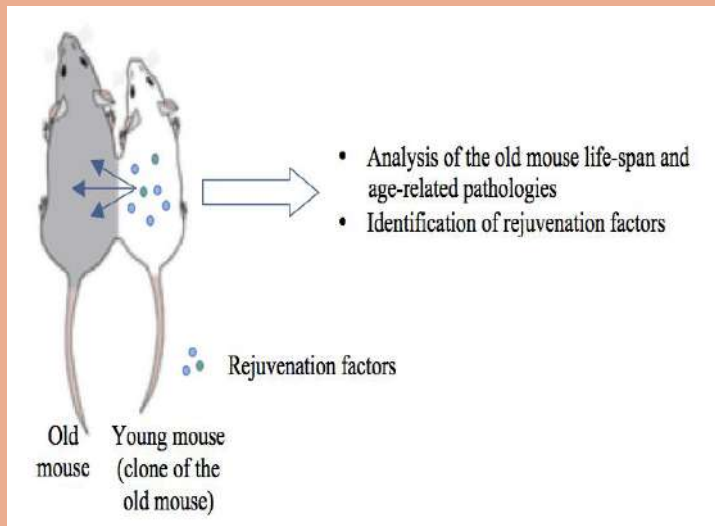 • Analysis of the old mouse life-span and
age-related pathologies
• Identification of rejuvenation factors
Rejuvenation factors
Old
mouse
Young mouse
(clone of the
old mouse)